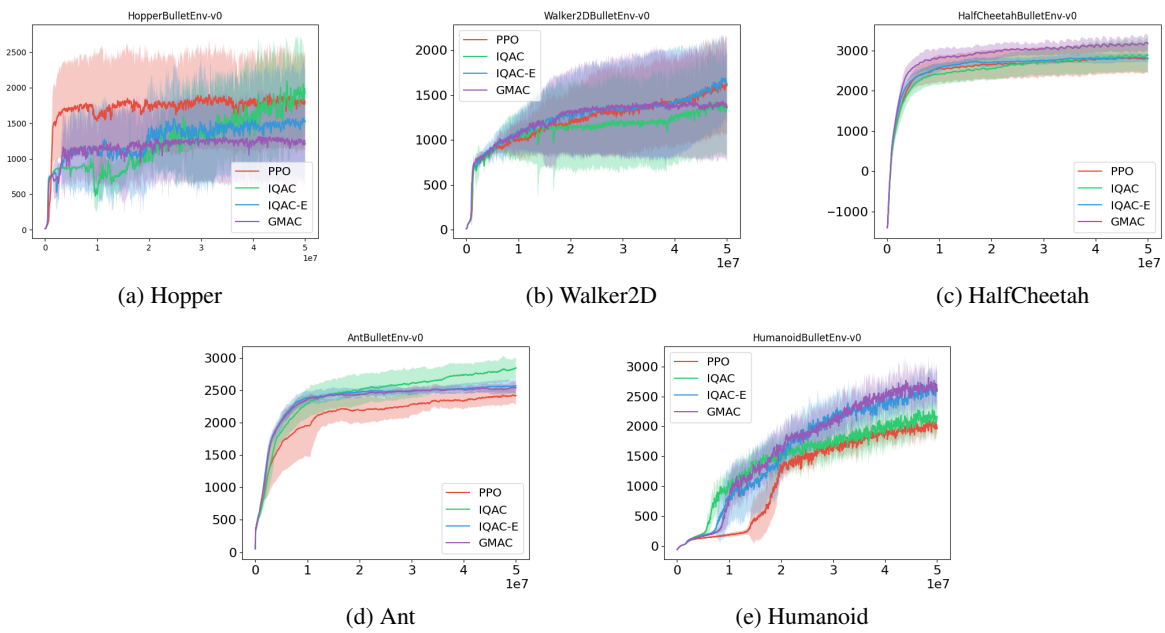 HopperBulletEnv-v0
2500
2000
1500
1000
500
0
PPO
IQAC
IQAC-E
GMAC
0 1 2 3 4 5
1e7
(a) Hopper
Walker2DBulletEnv-v0
2000
1500
1000
500
0
PPO
IQAC
IQAC-E
GMAC
0 1 2 3 4 5
1e7
(b) Walker2D
HalfCheetahBulletEnv-v0
3000
2000
1000
0
−1000
PPO
IQAC
IQAC-E
GMAC
0 1 2 3 4 5
1e7
(c) HalfCheetah
AntBulletEnv-v0
3000
2500
2000
1500
1000
500
0
PPO
IQAC
IQAC-E
GMAC
0 1 2 3 4 5
1e7
(d) Ant
HumanoidBulletEnv-v0
3000
2500
2000
1500
1000
500
0
PPO
IQAC
IQAC-E
GMAC
0 1 2 3 4 5
1e7
(e) Humanoid